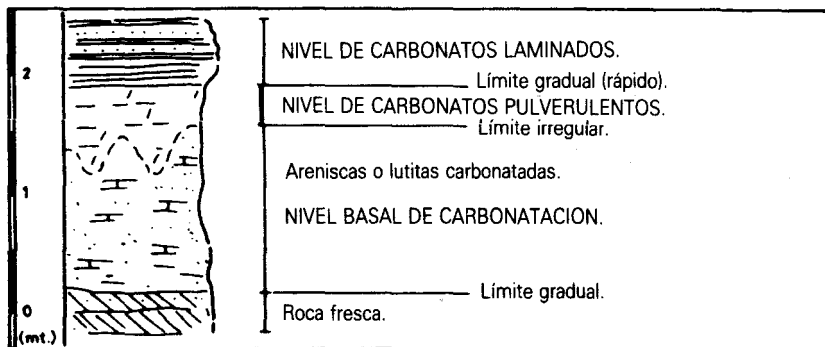 NIVEL DE CARBONATOS LAMINADOS.
2
Límite gradual (rápido).
NIVEL DE CARBONATOS PULVERULENTOS.
Límite irregular.
Areniscas o lutitas carbonatadas.
1
NIVEL BASAL DE CARBONATACION.
Límite gradual.
0
Roca fresca.
(mt.)